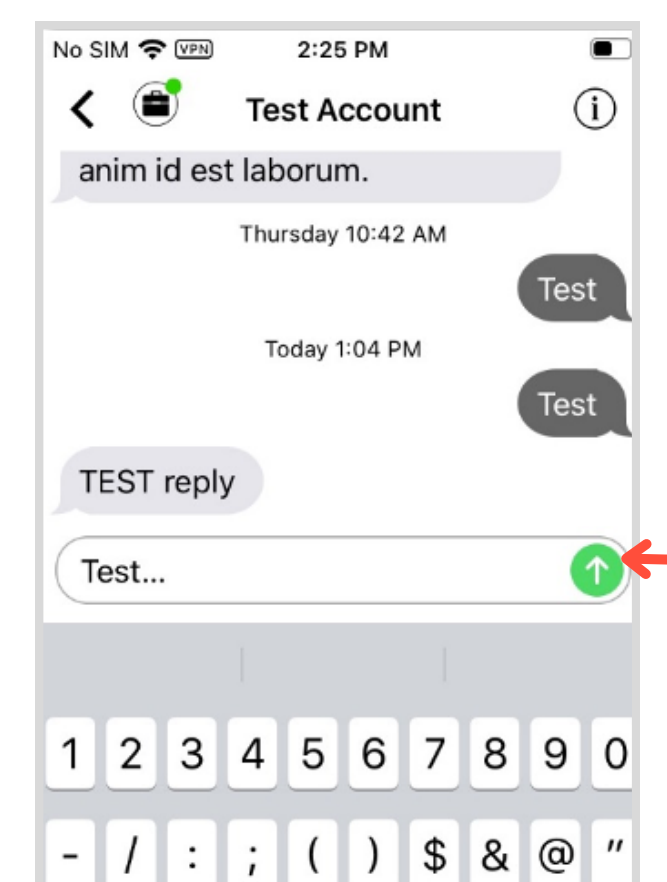 No SIM VPN 2:25 PM
Test Account i
anim id est laborum.
Thursday 10:42 AM
Test
Today 1:04 PM
Test
TEST reply
Test...
1 2 3 4 5 6 7 8 9 0
- / : ; ( ) $ & @ "